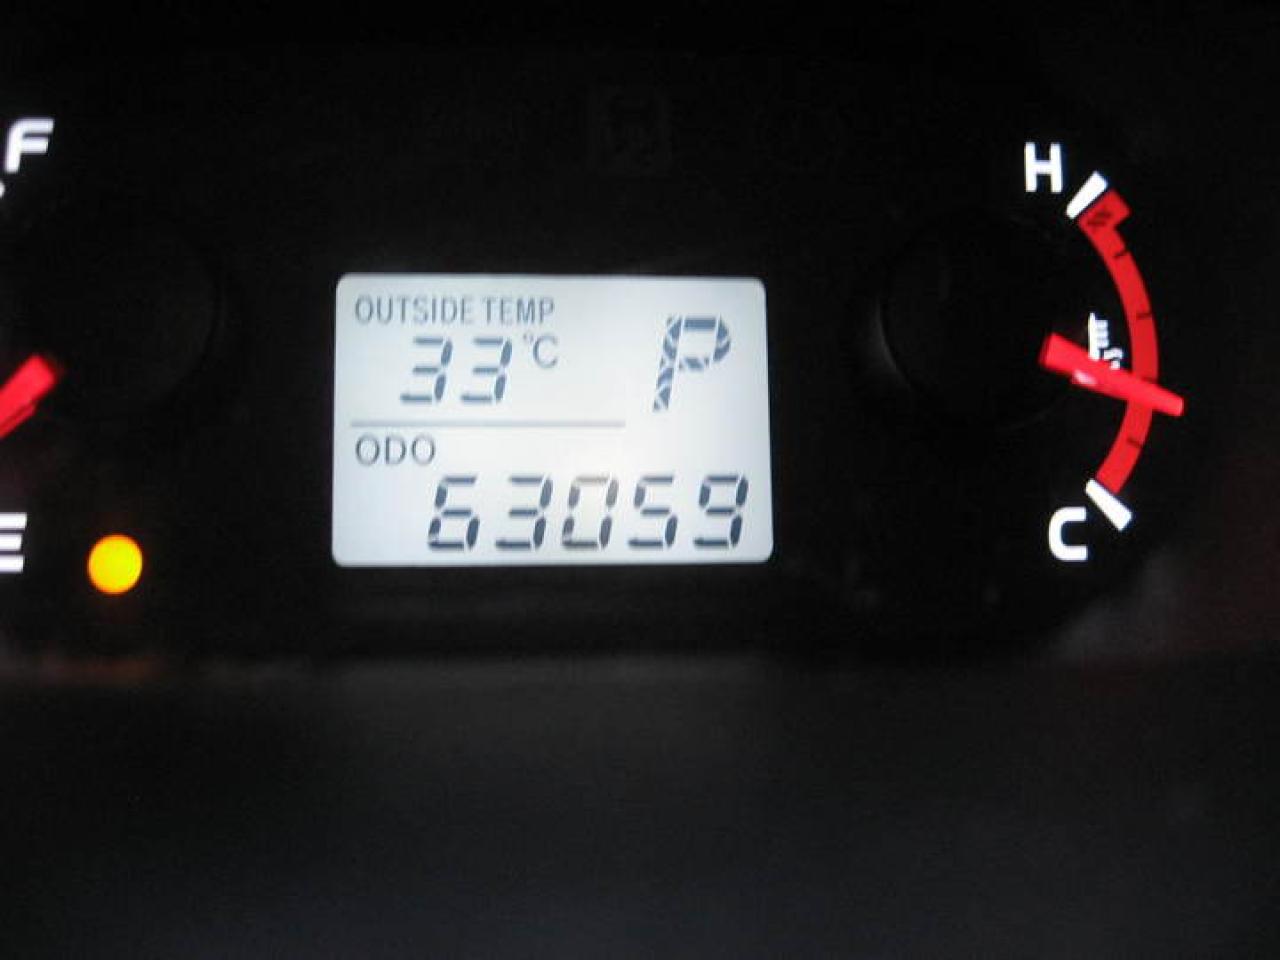 F
H
OUTSIDE TEMP
33°C P
ODO
63059
E
C